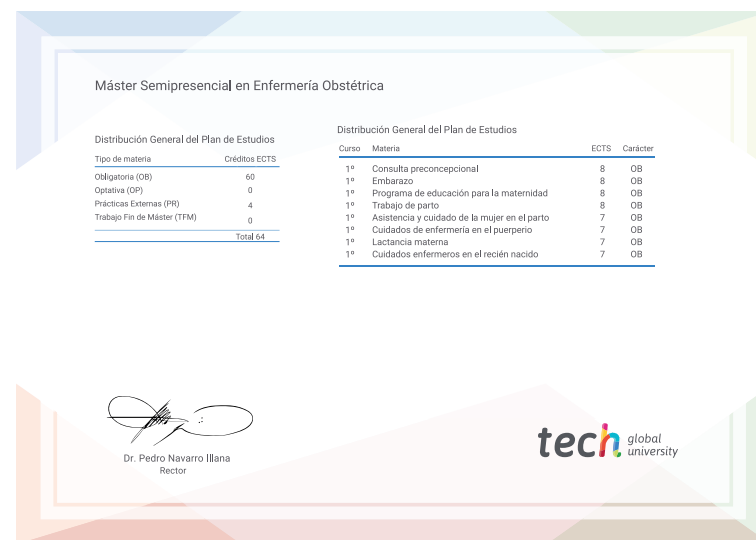 Máster Semipresencial en Enfermería Obstétrica
Distribución General del Plan de Estudios
Tipo de materia Créditos ECTS
Obligatoria (OB) 60
Optativa (OP) 0
Prácticas Externas (PR) 4
Trabajo Fin de Máster (TFM) 0
Total 64
Distribución General del Plan de Estudios
Curso Materia ECTS Carácter
1º Consulta preconcepcional 8 OB
1º Embarazo 8 OB
1º Programa de educación para la maternidad 8 OB
1º Trabajo de parto 8 OB
1º Asistencia y cuidado de la mujer en el parto 7 OB
1º Cuidados de enfermería en el puerperio 7 OB
1º Lactancia materna 7 OB
1º Cuidados enfermeros en el recién nacido 7 OB
Dr. Pedro Navarro Illana
Rector
tech global
university